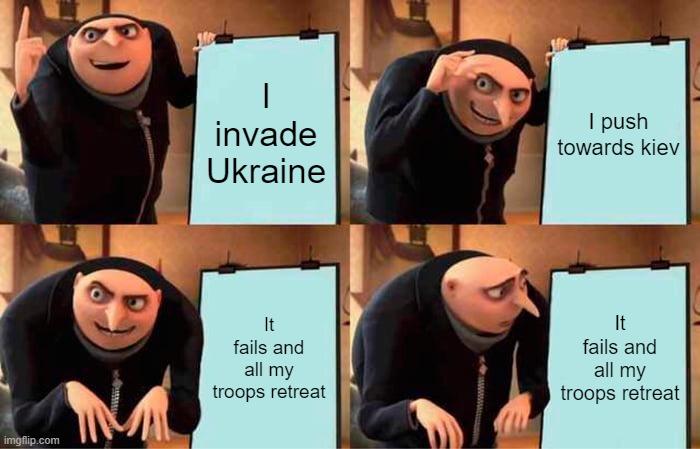 I
invade
Ukraine
I push
towards kiev
It
fails and
all my
troops retreat
It
fails and
all my
troops retreat
imgflip.com